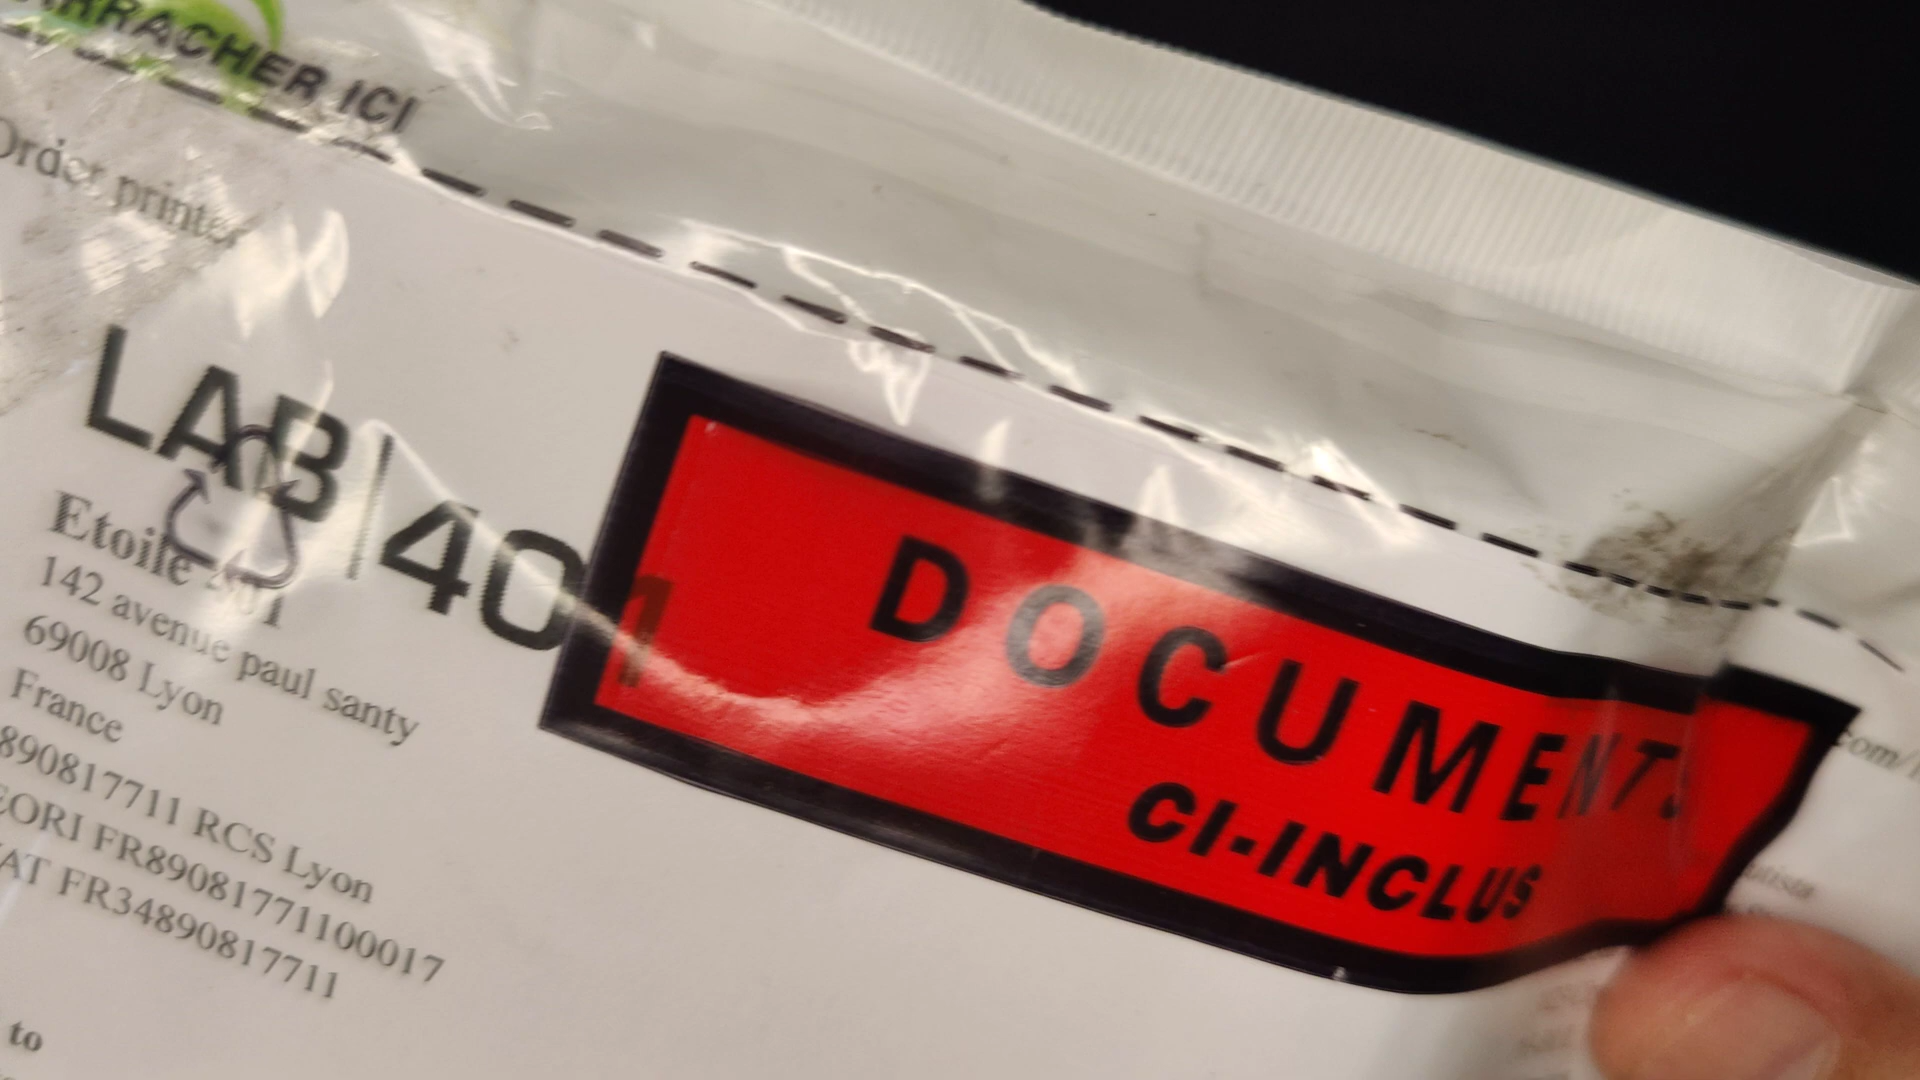 ARRACHER ICI
Order printer
LAB|401
Etoile 401
142 avenue paul santy
69008 Lyon
France
890817711 RCS Lyon
EORI FR89081771100017
VAT FR34890817711
to
DOCUMENTS
CI-INCLUS
com/